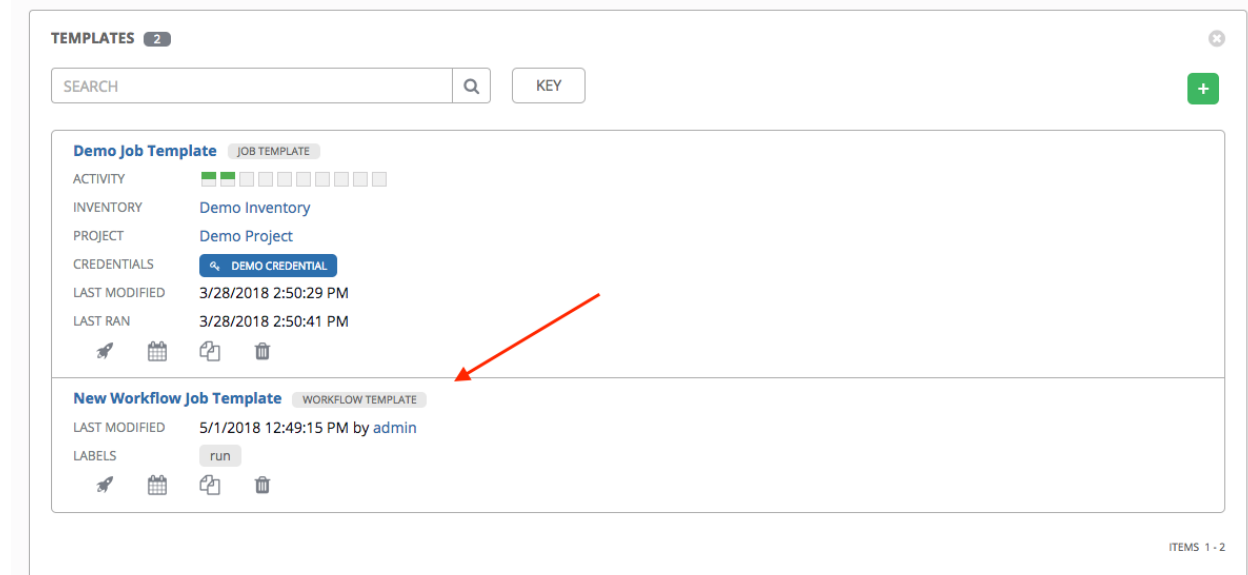 TEMPLATES 2
SEARCH KEY
+
Demo Job Template JOB TEMPLATE
ACTIVITY
INVENTORY Demo Inventory
PROJECT Demo Project
CREDENTIALS DEMO CREDENTIAL
LAST MODIFIED 3/28/2018 2:50:29 PM
LAST RAN 3/28/2018 2:50:41 PM
New Workflow Job Template WORKFLOW TEMPLATE
LAST MODIFIED 5/1/2018 12:49:15 PM by admin
LABELS run
ITEMS 1 - 2